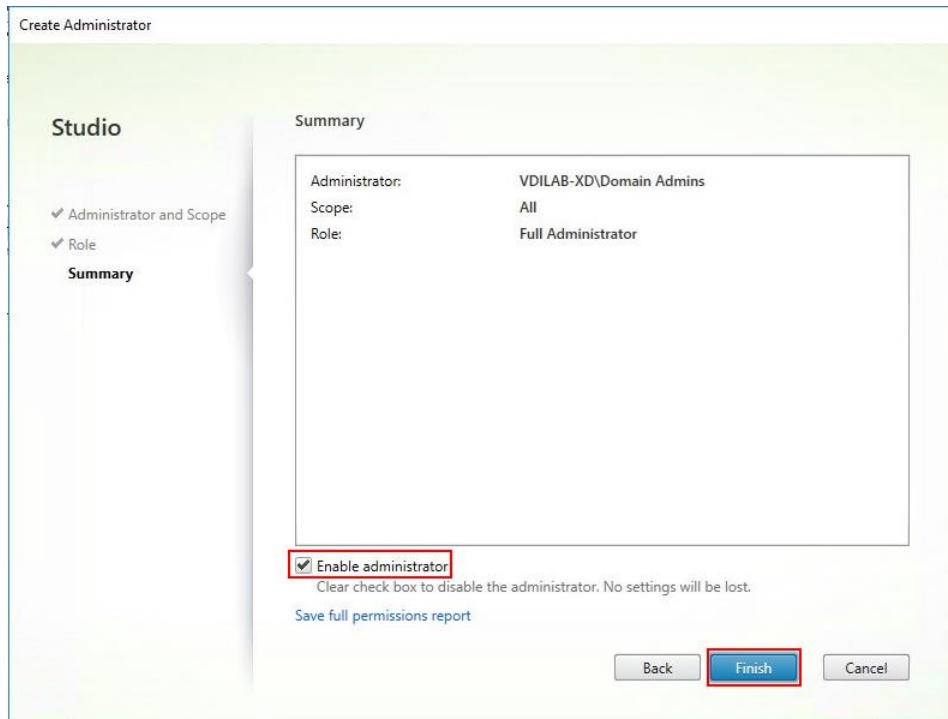 Create Administrator
Studio
Administrator and Scope
Role
Summary
Summary
Administrator: VDILAB-XD\Domain Admins
Scope: All
Role: Full Administrator
Enable administrator
Clear check box to disable the administrator. No settings will be lost.
Save full permissions report
Back Finish Cancel